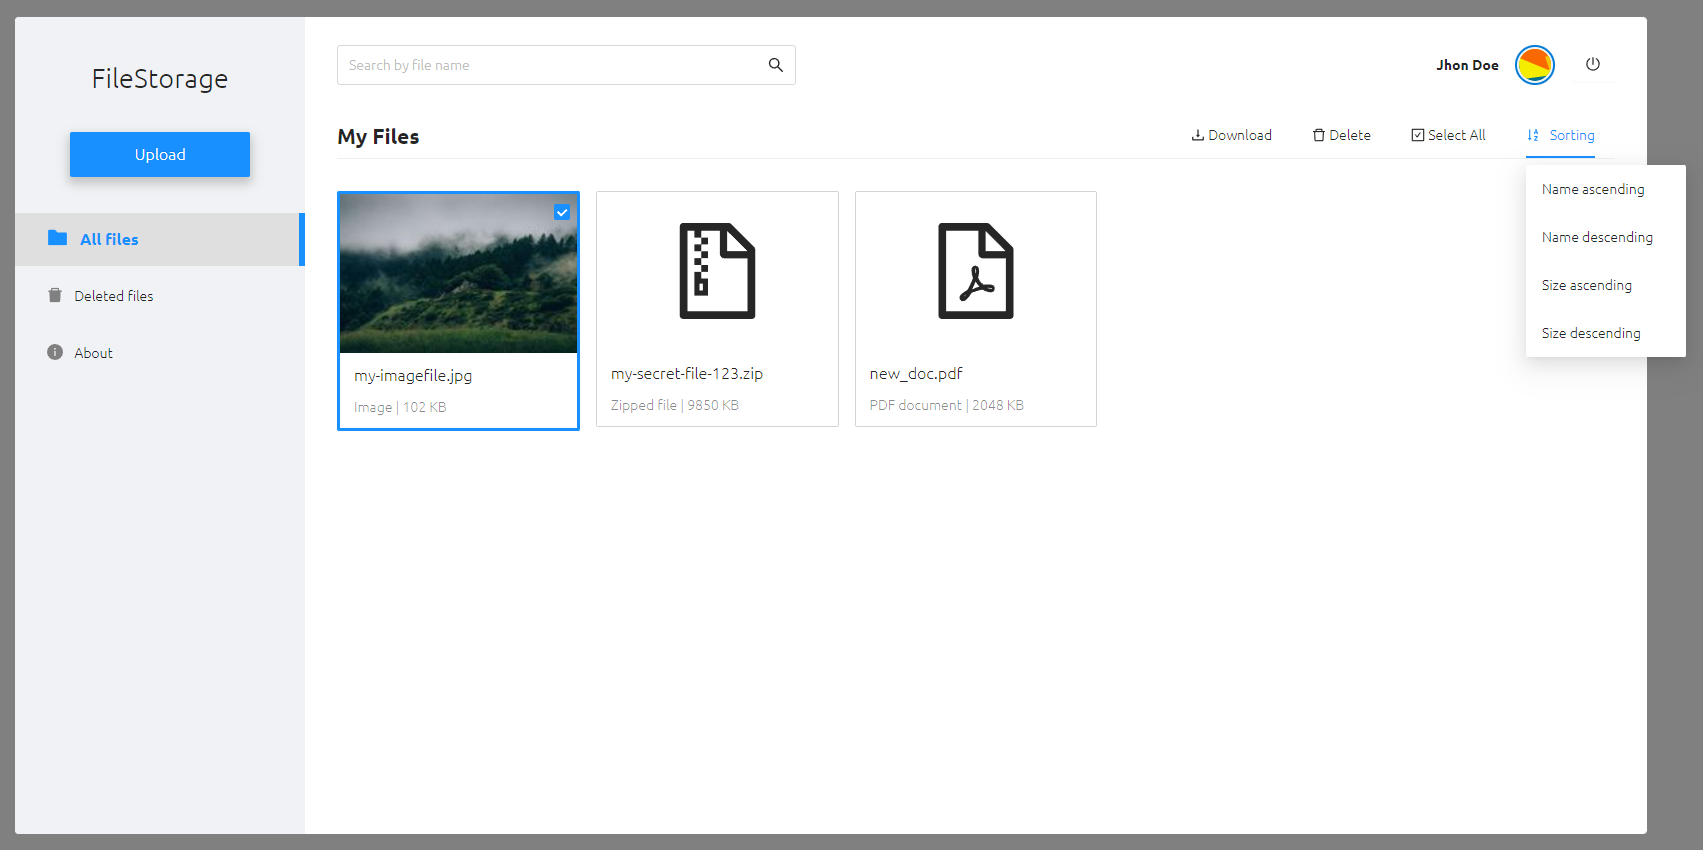 FileStorage
Upload
All files
Deleted files
About
Search by file name
Jhon Doe
My Files
Download
Delete
Select All
Sorting
Name ascending
Name descending
Size ascending
Size descending
my-imagefile.jpg
Image | 102 KB
my-secret-file-123.zip
Zipped file | 9850 KB
new_doc.pdf
PDF document | 2048 KB